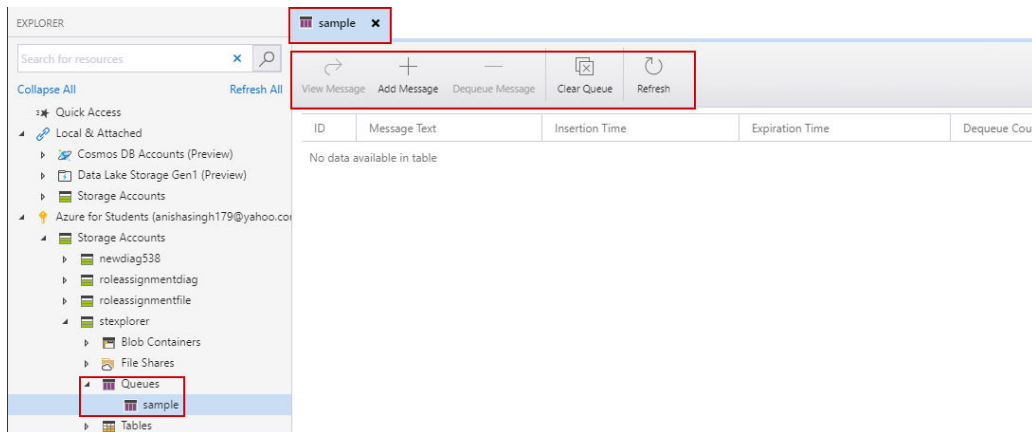 EXPLORER
sample
Search for resources
View Message Add Message Dequeue Message Clear Queue Refresh
Collapse All Refresh All
Quick Access
Local & Attached
Cosmos DB Accounts (Preview)
Data Lake Storage Gen1 (Preview)
Storage Accounts
Azure for Students (anishasingh179@yahoo.co
Storage Accounts
newdiag538
roleassignmentdiag
roleassignmentfile
stexplorer
Blob Containers
File Shares
Queues
sample
Tables
ID Message Text Insertion Time Expiration Time Dequeue Cou
No data available in table